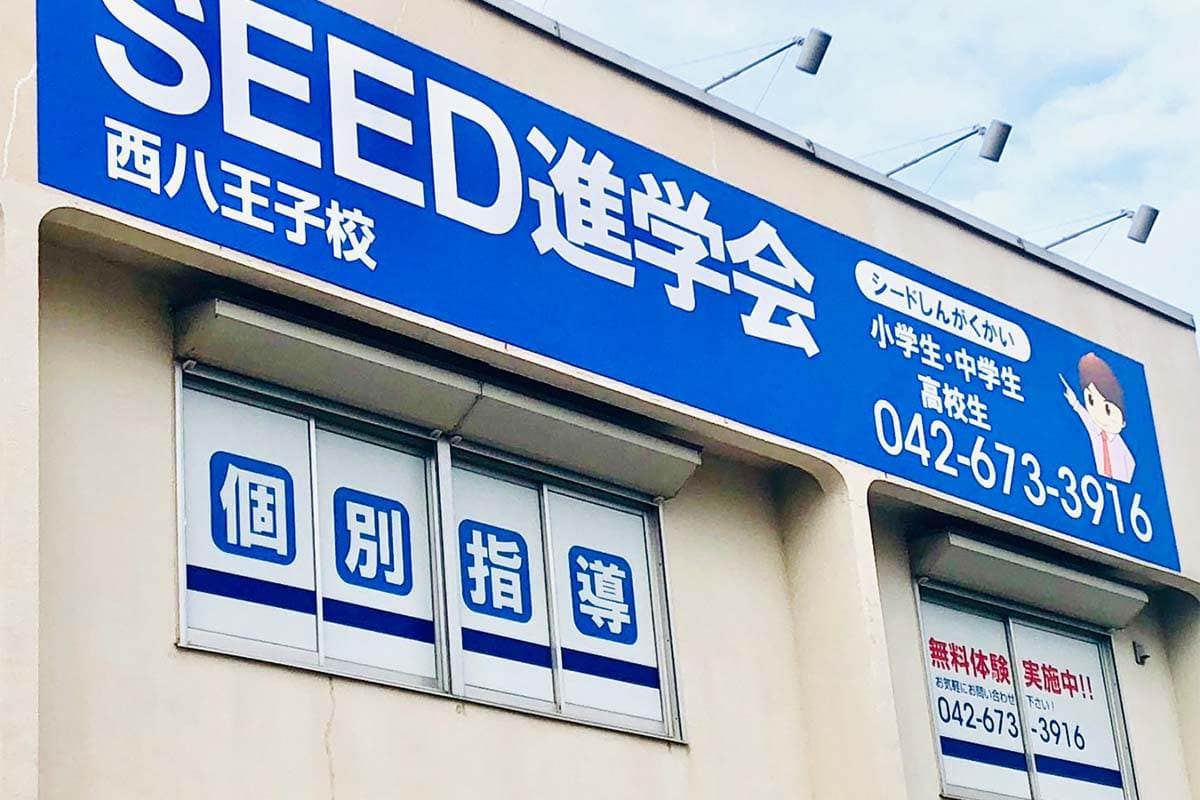 SEED進学会
西八王子校
シードしんがくかい
小学生・中学生
高校生
042-673-3916
個別指導
無料体験 実施中!!
お気軽にお問い合わせ 下さい!
042-673-3916